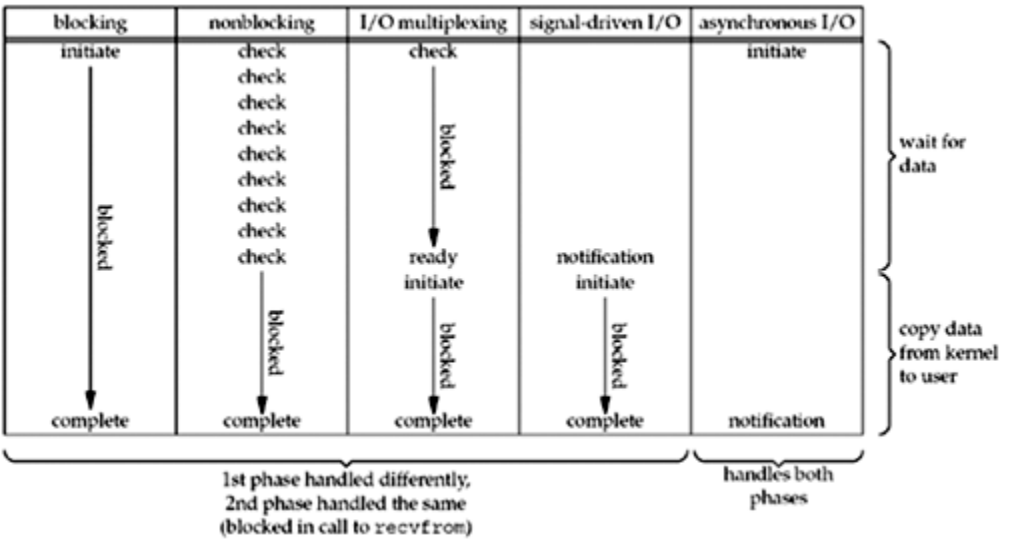 blocking nonblocking I/O multiplexing signal-driven I/O asynchronous I/O
initiate check check initiate
check
check
check
check
check
check
check
check ready notification
initiate initiate
blocked
blocked
blocked
blocked
blocked
complete complete complete complete notification
wait for
data
copy data
from kernel
to user
1st phase handled differently,
2nd phase handled the same
(blocked in call to recvfrom)
handles both
phases